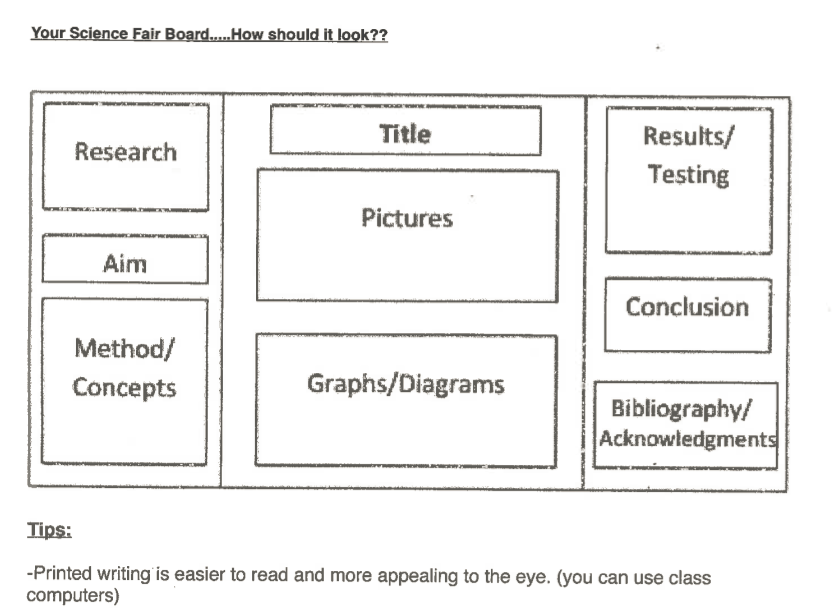 Your Science Fair Board.....How should it look??
Research
Aim
Method/
Concepts
Title
Pictures
Graphs/Diagrams
Results/
Testing
Conclusion
Bibliography/
Acknowledgments
Tips:
-Printed writing is easier to read and more appealing to the eye. (you can use class
computers)